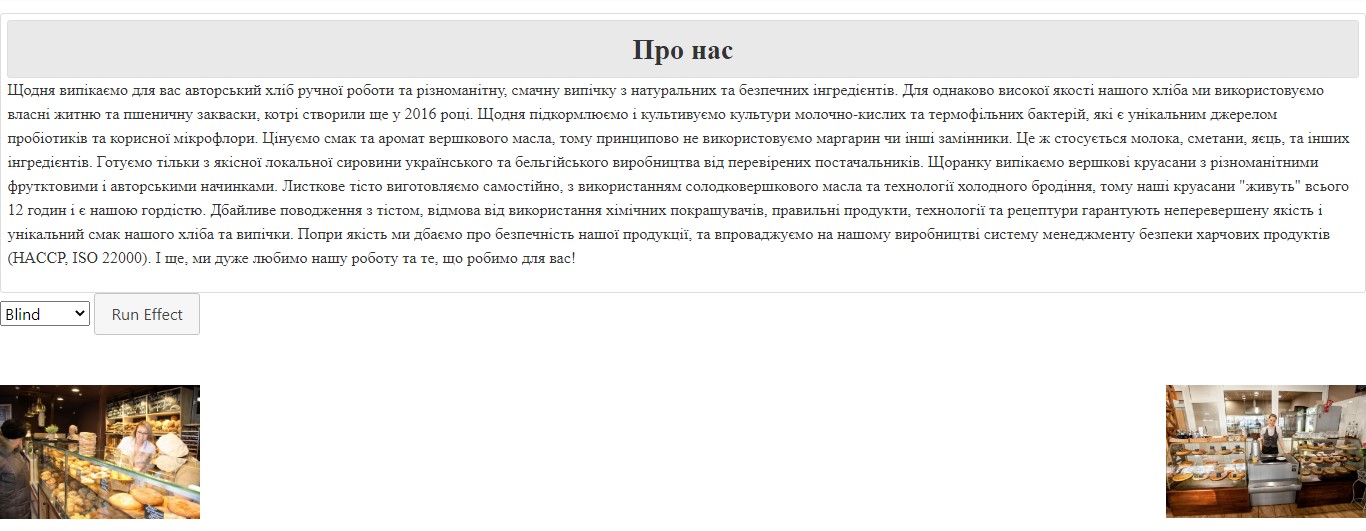 Про нас
Щодня випікаємо для вас авторський хліб ручної роботи та різноманітну, смачну випічку з натуральних та безпечних інгредієнтів. Для однаково високої якості нашого хліба ми використовуємо
власні житню та пшеничну закваски, котрі створили ще у 2016 році. Щодня підкормлюємо і культивуємо культури молочно-кислих та термофільних бактерій, які є унікальним джерелом
пробіотиків та корисної мікрофлори. Цінуємо смак та аромат вершкового масла, тому принципово не використовуємо маргарин чи інші замінники. Це ж стосується молока, сметани, яєць, та інших
інгредієнтів. Готуємо тільки з якісної локальної сировини українського та бельгійського виробництва від перевірених постачальників. Щоранку випікаємо вершкові круасани з різноманітними
фрутктовими і авторськими начинками. Листкове тісто виготовляємо самостійно, з використанням солодковершкового масла та технології холодного бродіння, тому наші круасани "живуть" всього
12 годин і є нашою гордістю. Дбайливе поводження з тістом, відмова від використання хімічних покращувачів, правильні продукти, технології та рецептури гарантують неперевершену якість і
унікальний смак нашого хліба та випічки. Попри якість ми дбаємо про безпечність нашої продукції, та впроваджуємо на нашому виробництві систему менеджменту безпеки харчових продуктів
(HACCP, ISO 22000). І ще, ми дуже любимо нашу роботу та те, що робимо для вас!
Blind Run Effect